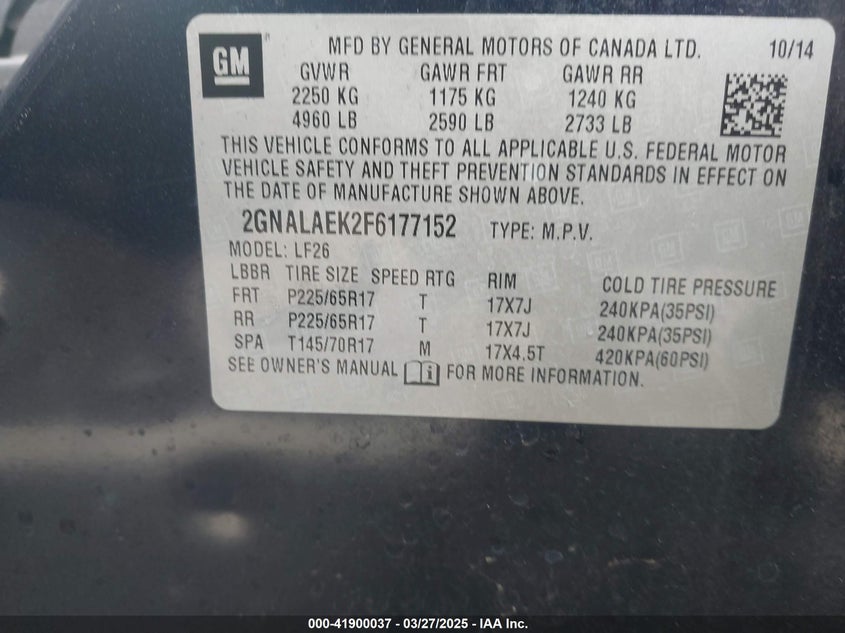 GM
MFD BY GENERAL MOTORS OF CANADA LTD. 10/14
GVWR GAWR FRT GAWR RR
2250 KG 1175 KG 1240 KG
4960 LB 2590 LB 2733 LB
THIS VEHICLE CONFORMS TO ALL APPLICABLE U.S. FEDERAL MOTOR
VEHICLE SAFETY AND THEFT PREVENTION STANDARDS IN EFFECT ON
THE DATE OF MANUFACTURE SHOWN ABOVE.
2GNALAEK2F6177152 TYPE: M.P.V.
MODEL: LF26
LBBR TIRE SIZE SPEED RTG RIM COLD TIRE PRESSURE
FRT P225/65R17 T 17X7J 240KPA(35PSI)
RR P225/65R17 T 17X7J 240KPA(35PSI)
SPA T145/70R17 M 17X4.5T 420KPA(60PSI)
SEE OWNER'S MANUAL i FOR MORE INFORMATION.
000-41900037 — 03/27/2025 — IAA Inc.